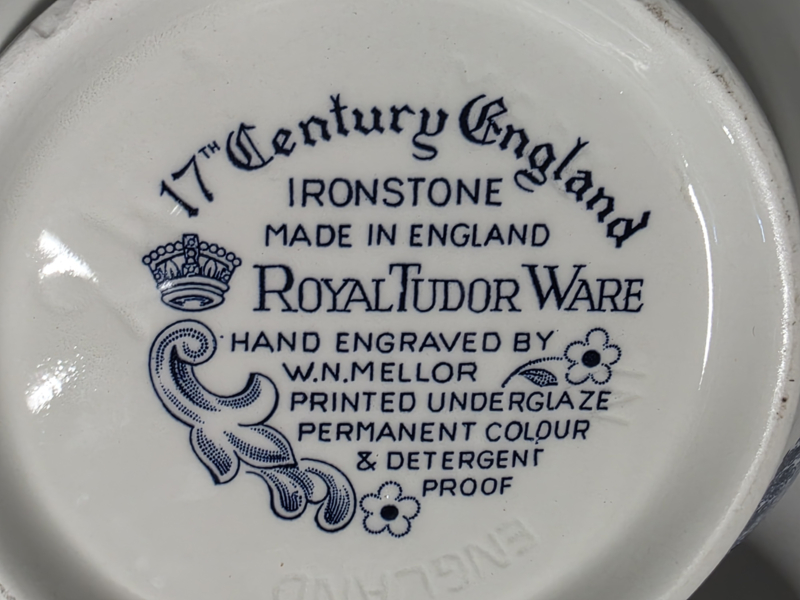 17TH Century England
IRONSTONE
MADE IN ENGLAND
ROYAL TUDOR WARE
HAND ENGRAVED BY
W.N.MELLOR
PRINTED UNDERGLAZE
PERMANENT COLOUR
& DETERGENT
PROOF
ENGLAND